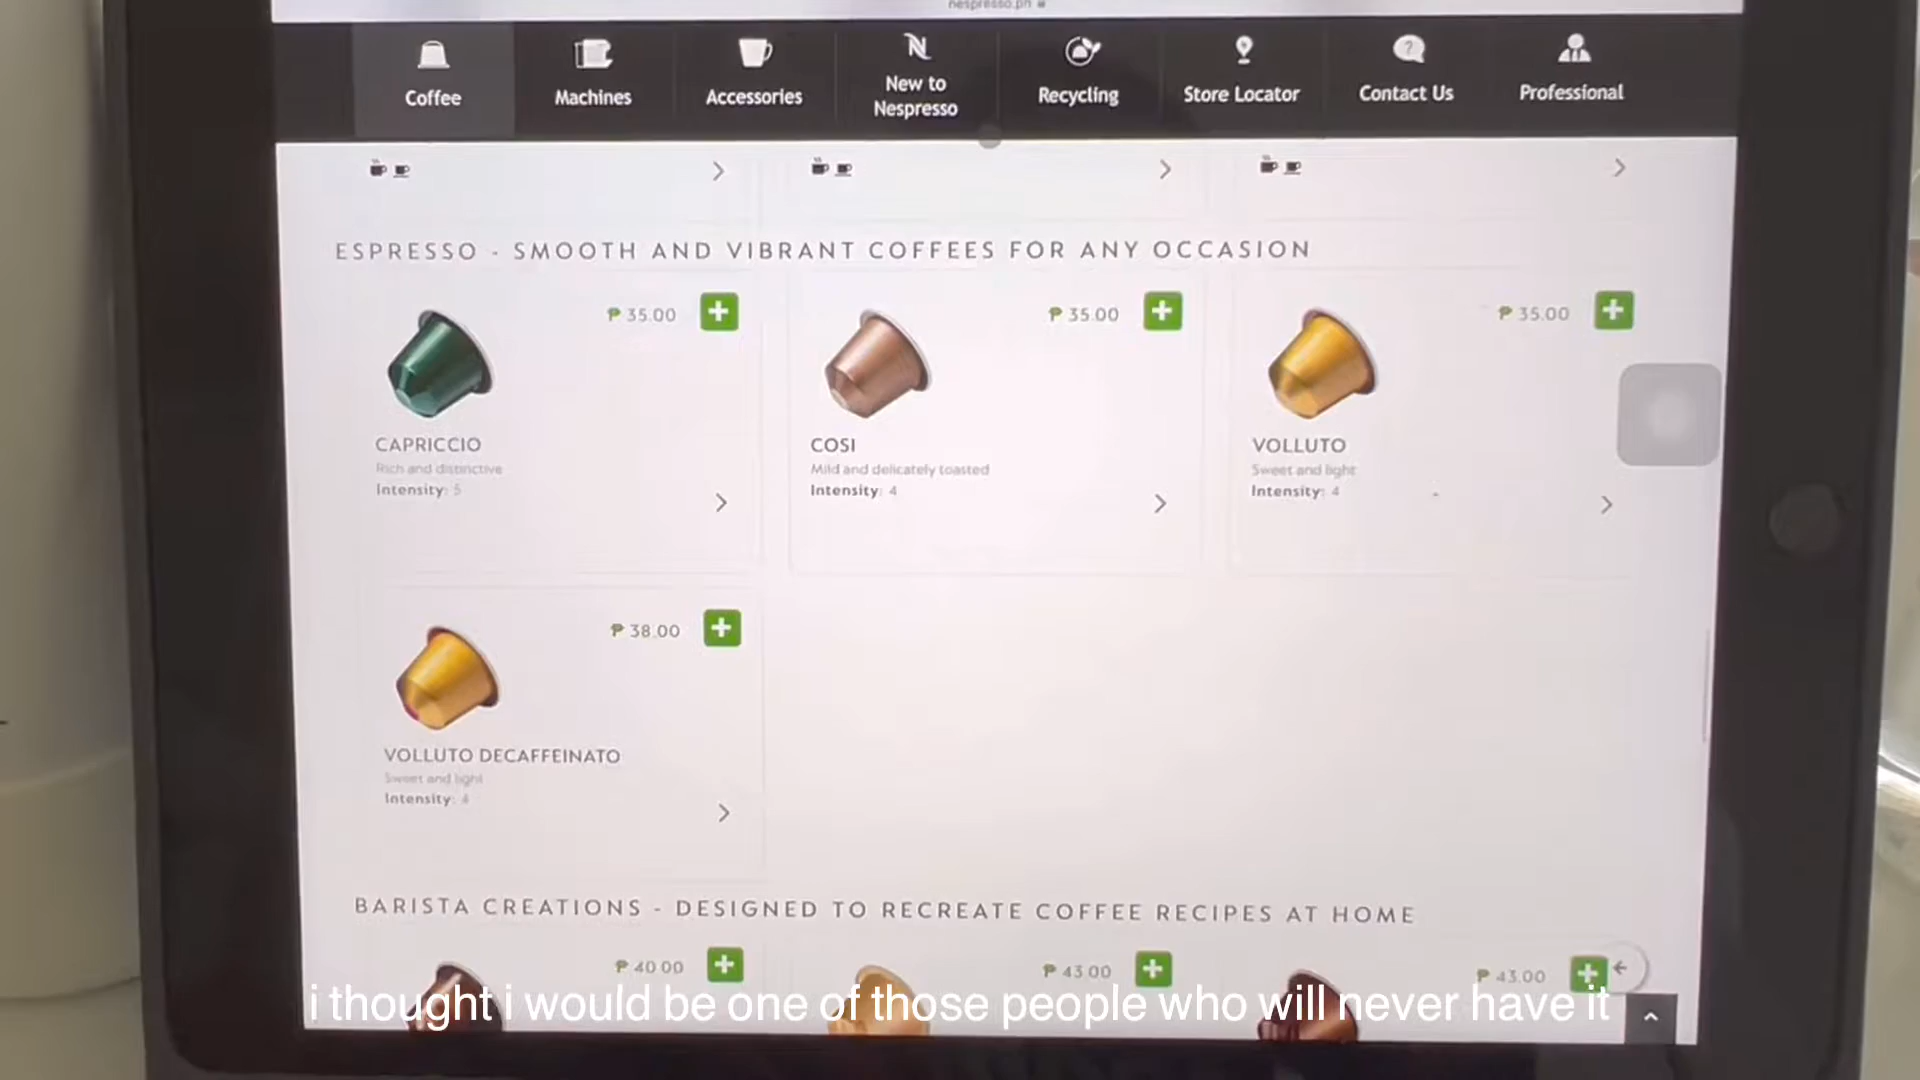 nespresso.ph
Coffee
Machines
Accessories
New to
Nespresso
Recycling
Store Locator
Contact Us
Professional
ESPRESSO - SMOOTH AND VIBRANT COFFEES FOR ANY OCCASION
₱ 35.00
CAPRICCIO
Rich and distinctive
Intensity: 5
₱ 35.00
COSI
Mild and delicately toasted
Intensity: 4
₱ 35.00
VOLLUTO
Sweet and light
Intensity: 4
₱ 38.00
VOLLUTO DECAFFEINATO
Sweet and light
Intensity: 4
BARISTA CREATIONS - DESIGNED TO RECREATE COFFEE RECIPES AT HOME
₱ 40.00
₱ 43.00
₱ 43.00
i thought i would be one of those people who will never have it